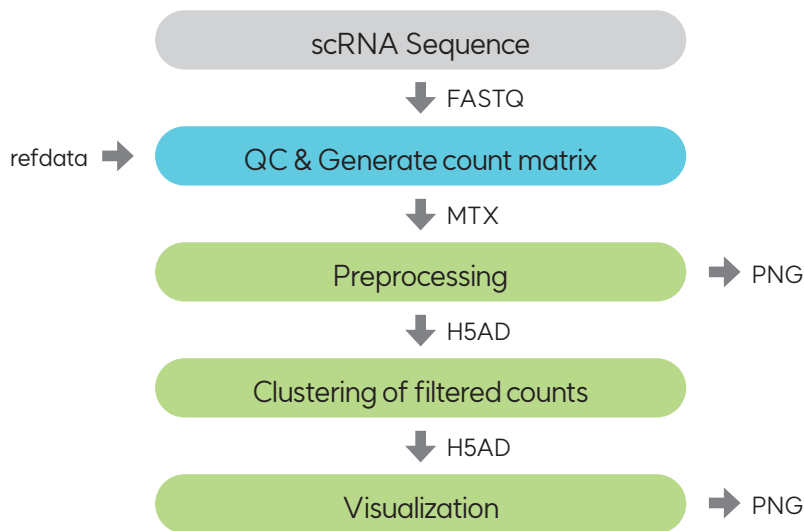 scRNA Sequence
FASTQ
refdata
QC & Generate count matrix
MTX
Preprocessing
PNG
H5AD
Clustering of filtered counts
H5AD
Visualization
PNG